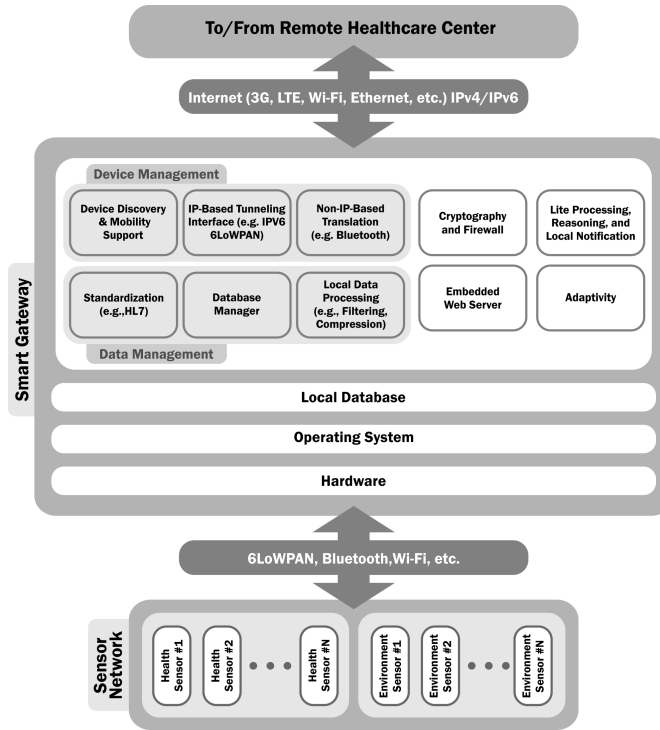 To/From Remote Healthcare Center
Internet (3G, LTE, Wi-Fi, Ethernet, etc.) IPv4/IPv6
Smart Gateway
Device Management
Device Discovery
& Mobility
Support
IP-Based Tunneling
Interface (e.g. IPV6
6LoWPAN)
Non-IP-Based
Translation
(e.g. Bluetooth)
Cryptography
and Firewall
Lite Processing,
Reasoning, and
Local Notification
Standardization
(e.g.,HL7)
Database
Manager
Local Data
Processing
(e.g., Filtering,
Compression)
Embedded
Web Server
Adaptivity
Data Management
Local Database
Operating System
Hardware
6LoWPAN, Bluetooth,Wi-Fi, etc.
Sensor
Network
Health
Sensor #1
Health
Sensor #2
Health
Sensor #N
Environment
Sensor #1
Environment
Sensor #2
Environment
Sensor #N